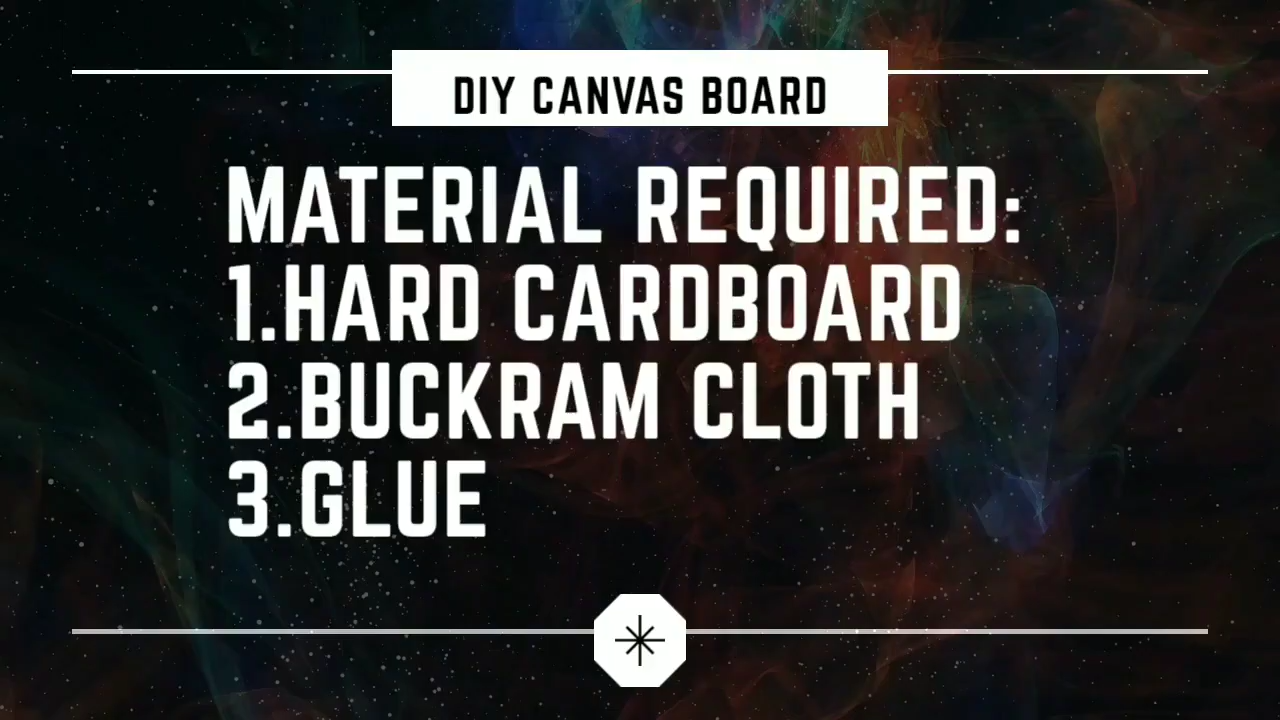 DIY CANVAS BOARD
MATERIAL REQUIRED:
1.HARD CARDBOARD
2.BUCKRAM CLOTH
3.GLUE